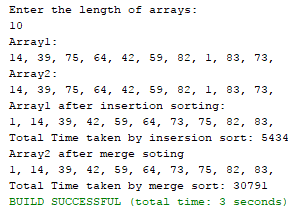 Enter the length of arrays:
10
Array1:
14, 39, 75, 64, 42, 59, 82, 1, 83, 73,
Array2:
14, 39, 75, 64, 42, 59, 82, 1, 83, 73,
Array1 after insertion sorting:
1, 14, 39, 42, 59, 64, 73, 75, 82, 83,
Total Time taken by insersion sort: 5434
Array2 after merge soting
1, 14, 39, 42, 59, 64, 73, 75, 82, 83,
Total Time taken by merge sort: 30791
BUILD SUCCESSFUL (total time: 3 seconds)